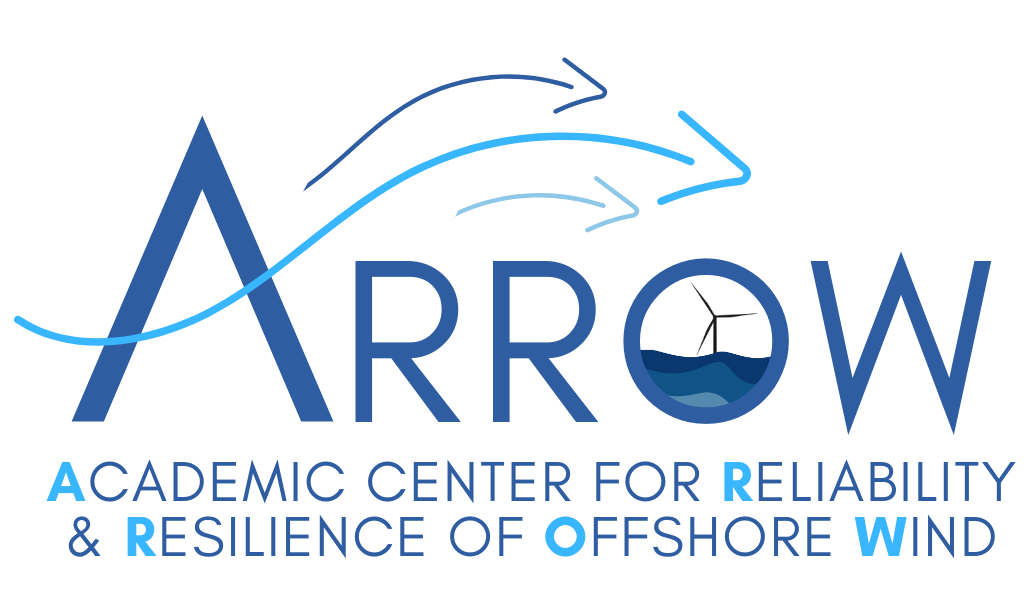 ARROW
ACADEMIC CENTER FOR RELIABILITY
& RESILIENCE OF OFFSHORE WIND